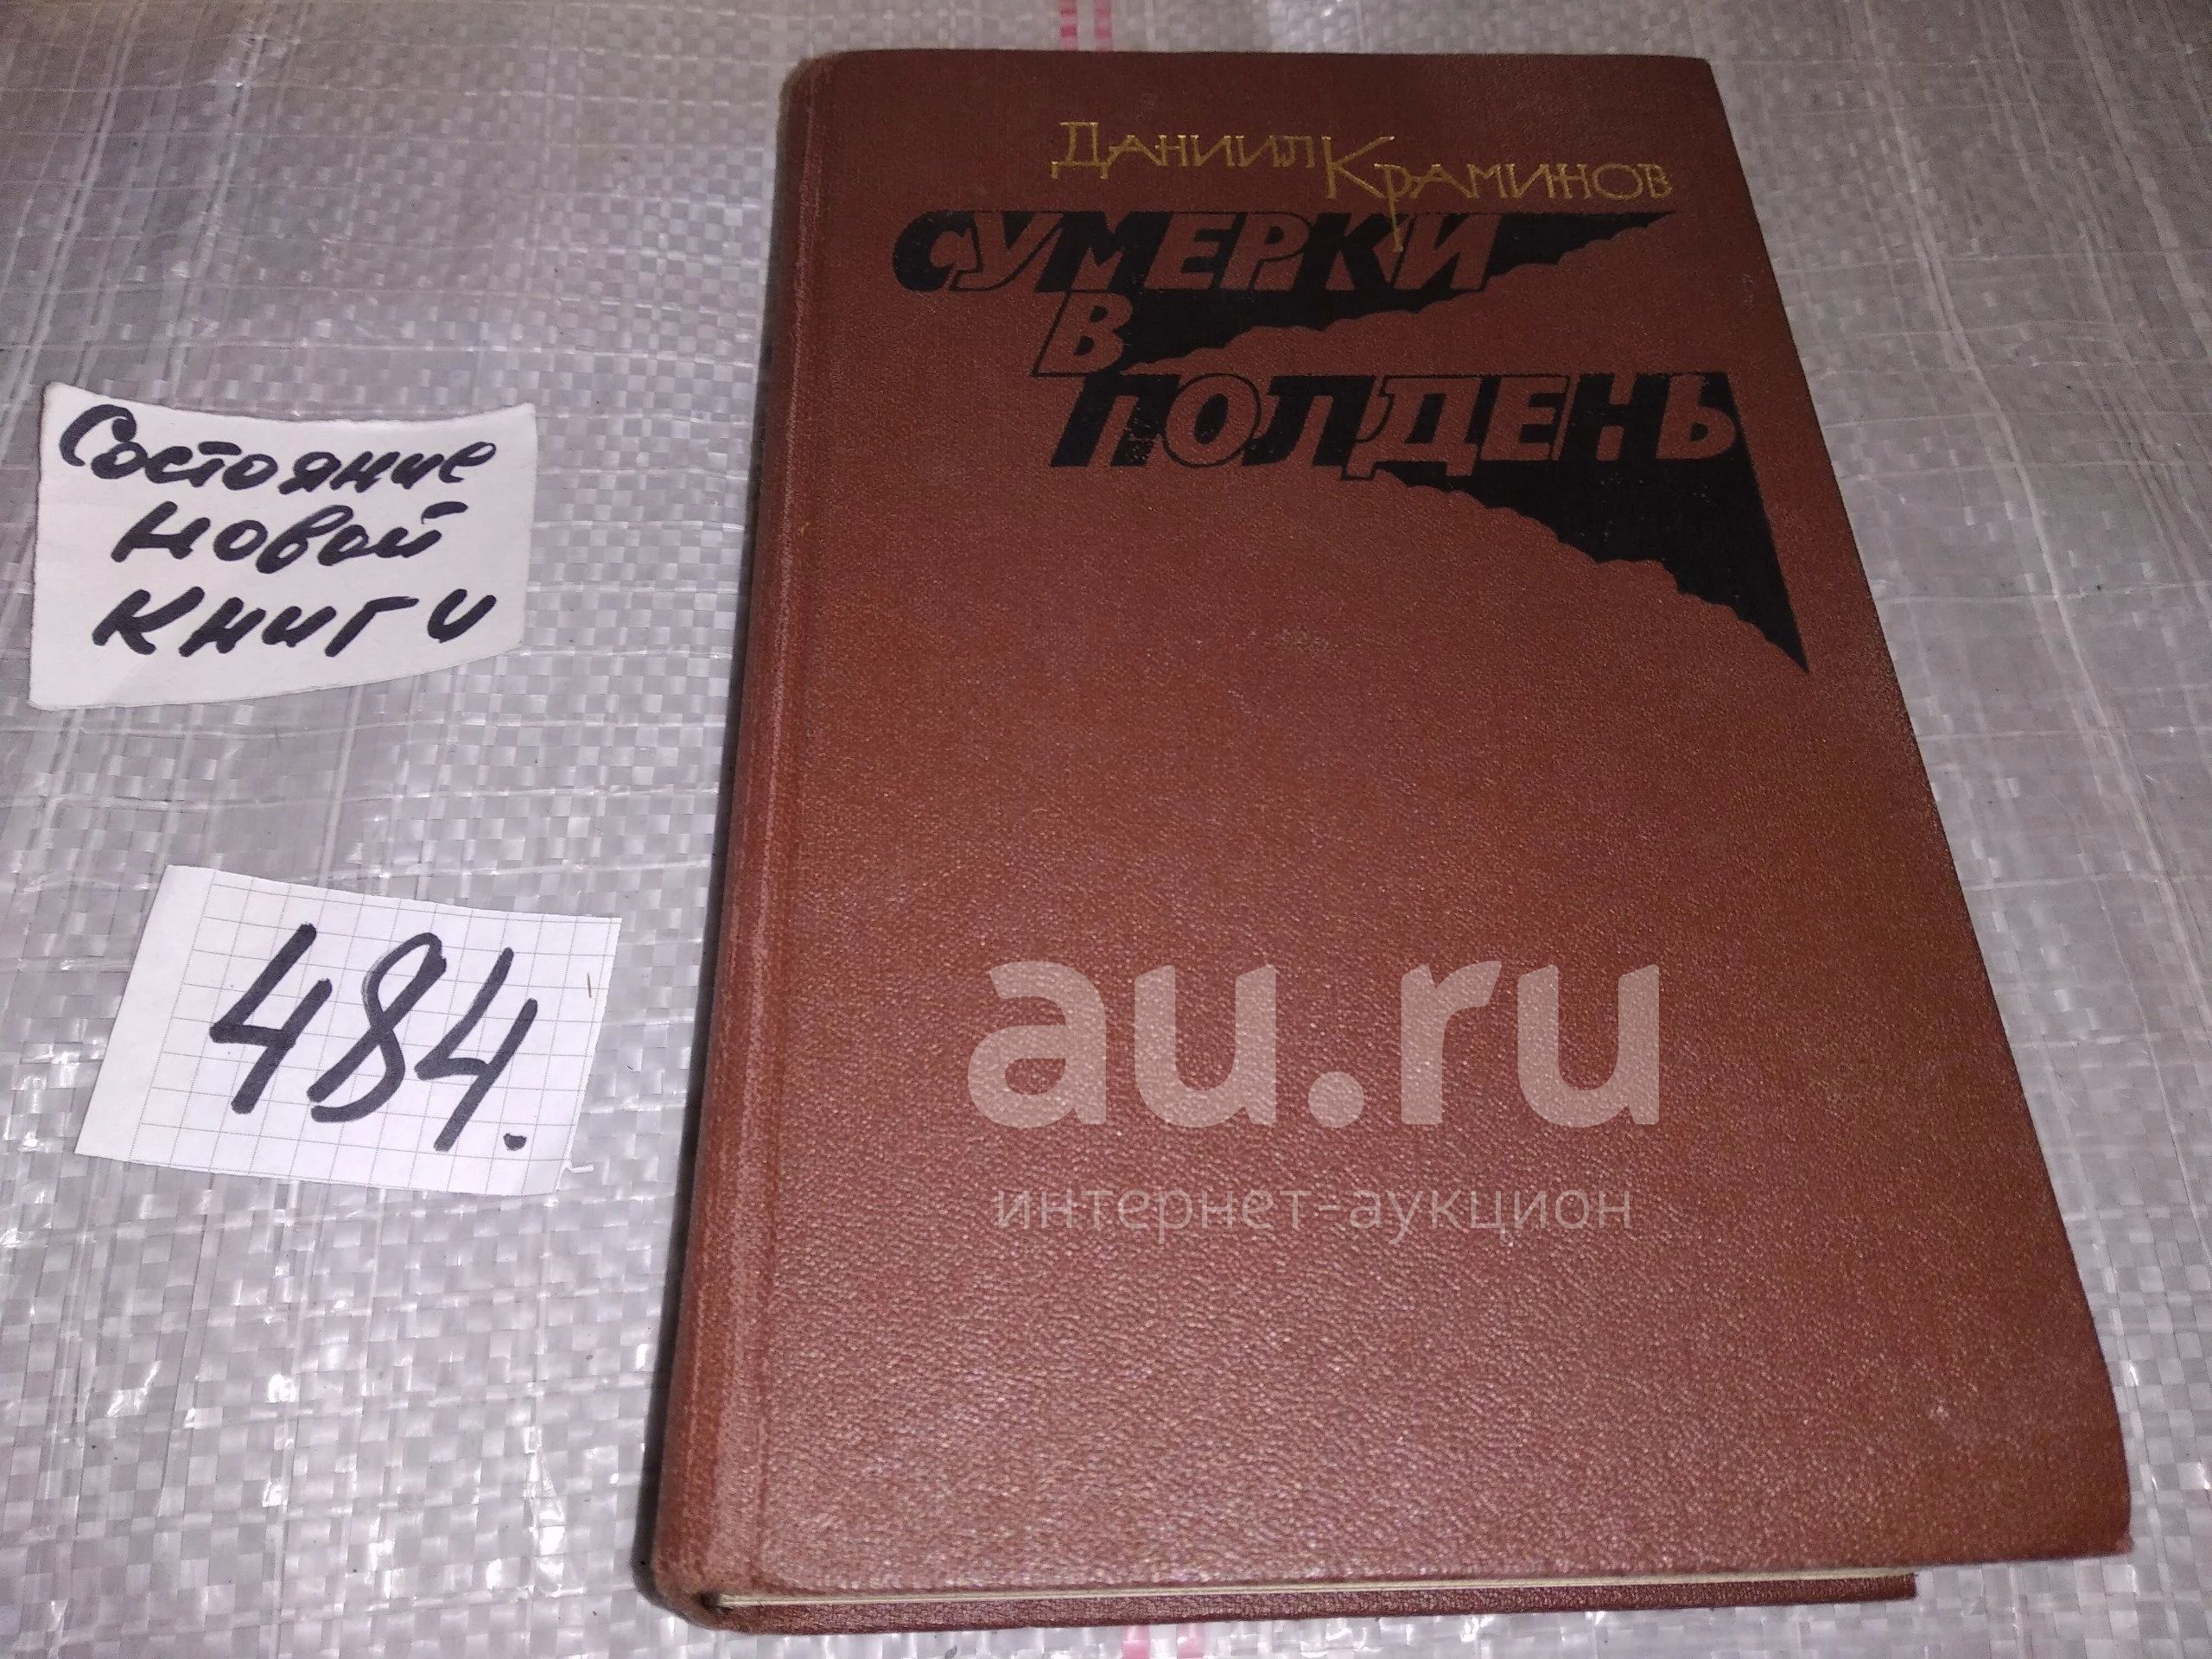 Даниил Краминов
СУМЕРКИ
В
ПОЛДЕНЬ
Состояние
новой
книги
484.
au.ru
интернет-аукцион